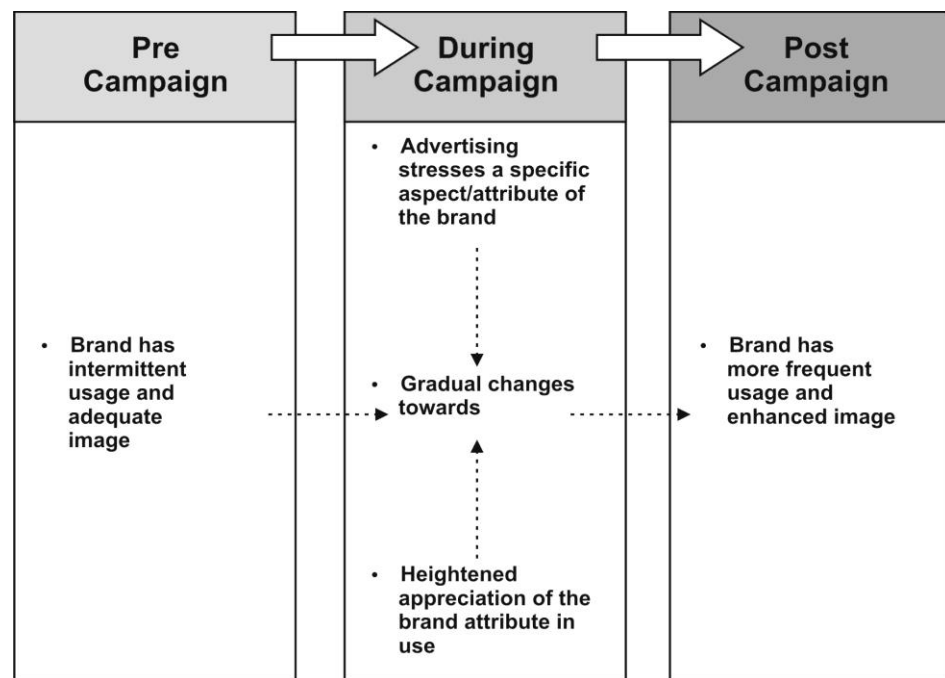 Pre
Campaign
During
Campaign
Post
Campaign
• Advertising
stresses a specific
aspect/attribute of
the brand
• Brand has
intermittent
usage and
adequate
image
• Gradual changes
towards
• Brand has
more frequent
usage and
enhanced image
• Heightened
appreciation of the
brand attribute in
use